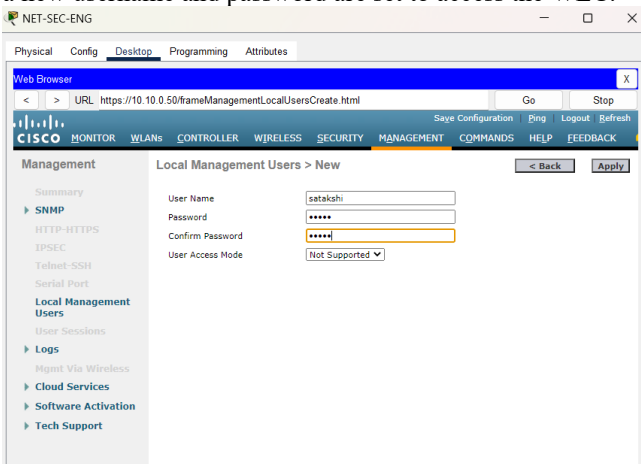 a new username and password are set to access the WLC.
NET-SEC-ENG
Physical Config Desktop Programming Attributes
Web Browser X
< > URL https://10.10.0.50/frameManagementLocalUsersCreate.html Go Stop
Save Configuration Ping Logout Refresh
CISCO MONITOR WLANs CONTROLLER WIRELESS SECURITY MANAGEMENT COMMANDS HELP FEEDBACK
Management Local Management Users > New < Back Apply
Summary
User Name satakshi
SNMP
Password •••••
HTTP-HTTPS
Confirm Password •••••
IPSEC
User Access Mode Not Supported
Telnet-SSH
Serial Port
Local Management
Users
User Sessions
Logs
Mgmt Via Wireless
Cloud Services
Software Activation
Tech Support